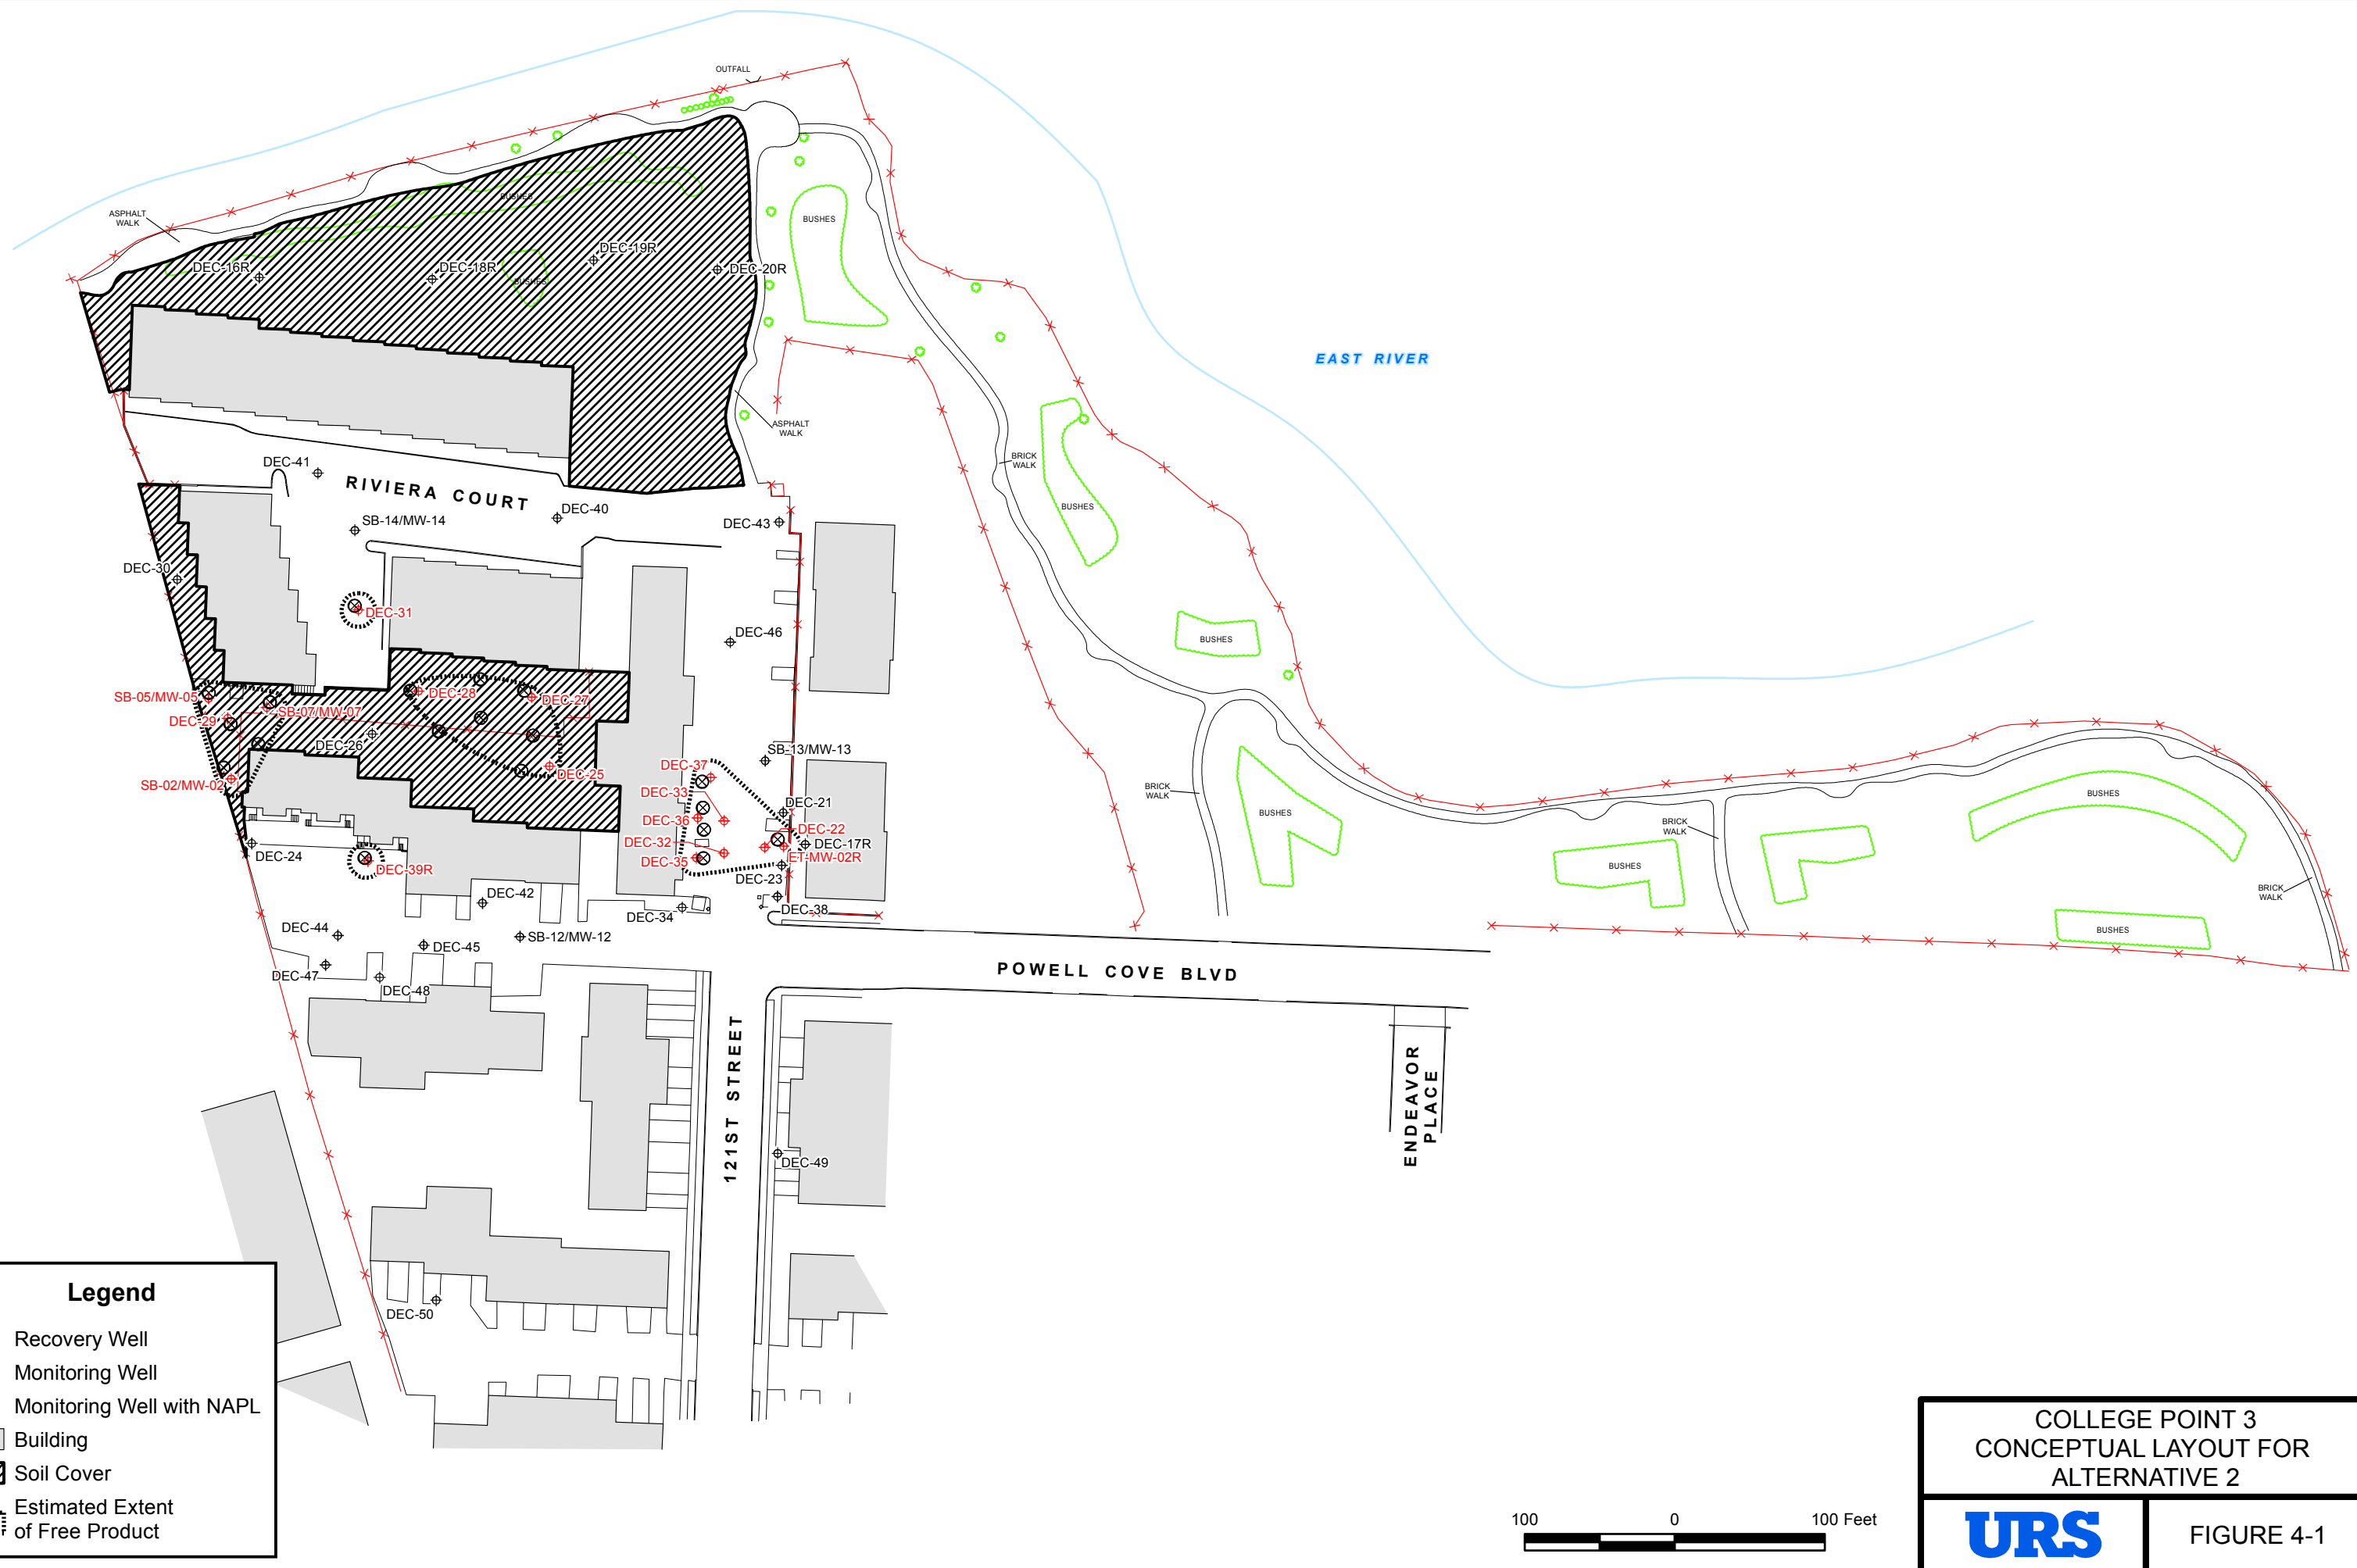 OUTFALL
ASPHALT
WALK
BUSHES
BUSHES
DEC-16R
DEC-18R
DEC-19R
DEC-20R
BUSHES
EAST RIVER
ASPHALT
WALK
BRICK
WALK
BUSHES
DEC-41
RIVIERA COURT
SB-14/MW-14
DEC-40
DEC-43
DEC-30
DEC-31
DEC-46
BUSHES
SB-05/MW-05
DEC-28
DEC-27
SB-07/MW-07
DEC-29
DEC-26
DEC-25
SB-02/MW-02
SB-13/MW-13
DEC-37
DEC-33
DEC-21
DEC-36
DEC-22
DEC-32
DEC-17R
DEC-35
ET-MW-02R
DEC-23
DEC-24
DEC-39R
DEC-42
DEC-34
DEC-38
BRICK
WALK
BUSHES
BRICK
WALK
BUSHES
BUSHES
BRICK
WALK
BUSHES
DEC-44
DEC-45
SB-12/MW-12
DEC-47
DEC-48
POWELL COVE BLVD
121ST STREET
ENDEAVOR
PLACE
DEC-49
DEC-50
Legend
Recovery Well
Monitoring Well
Monitoring Well with NAPL
Building
Soil Cover
Estimated Extent
of Free Product
100 0 100 Feet
COLLEGE POINT 3
CONCEPTUAL LAYOUT FOR
ALTERNATIVE 2
URS
FIGURE 4-1